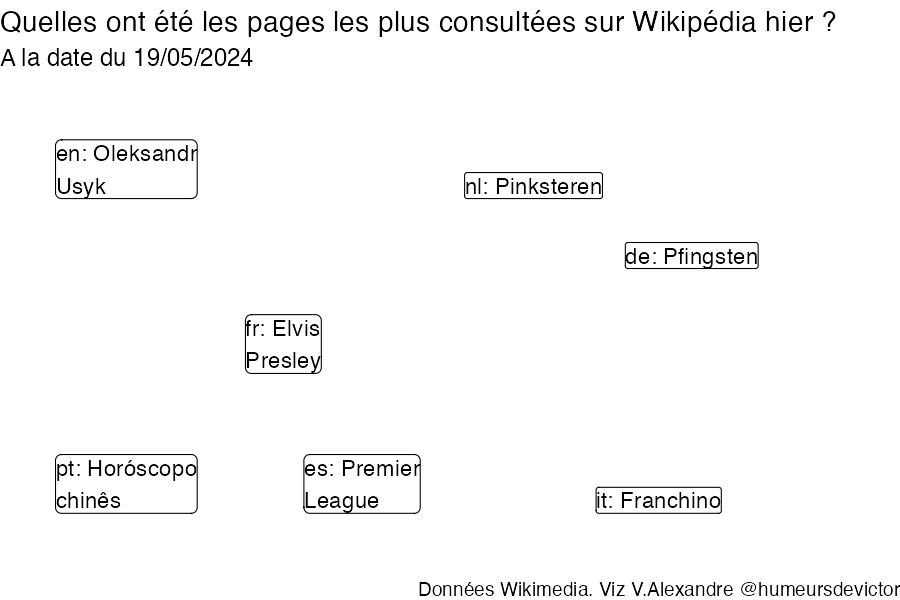 Quelles ont été les pages les plus consultées sur Wikipédia hier ?
A la date du 19/05/2024
en: Oleksandr
Usyk
nl: Pinksteren
de: Pfingsten
fr: Elvis
Presley
pt: Horóscopo
chinês
es: Premier
League
it: Franchino
Données Wikimedia. Viz V.Alexandre @humeursdevictor